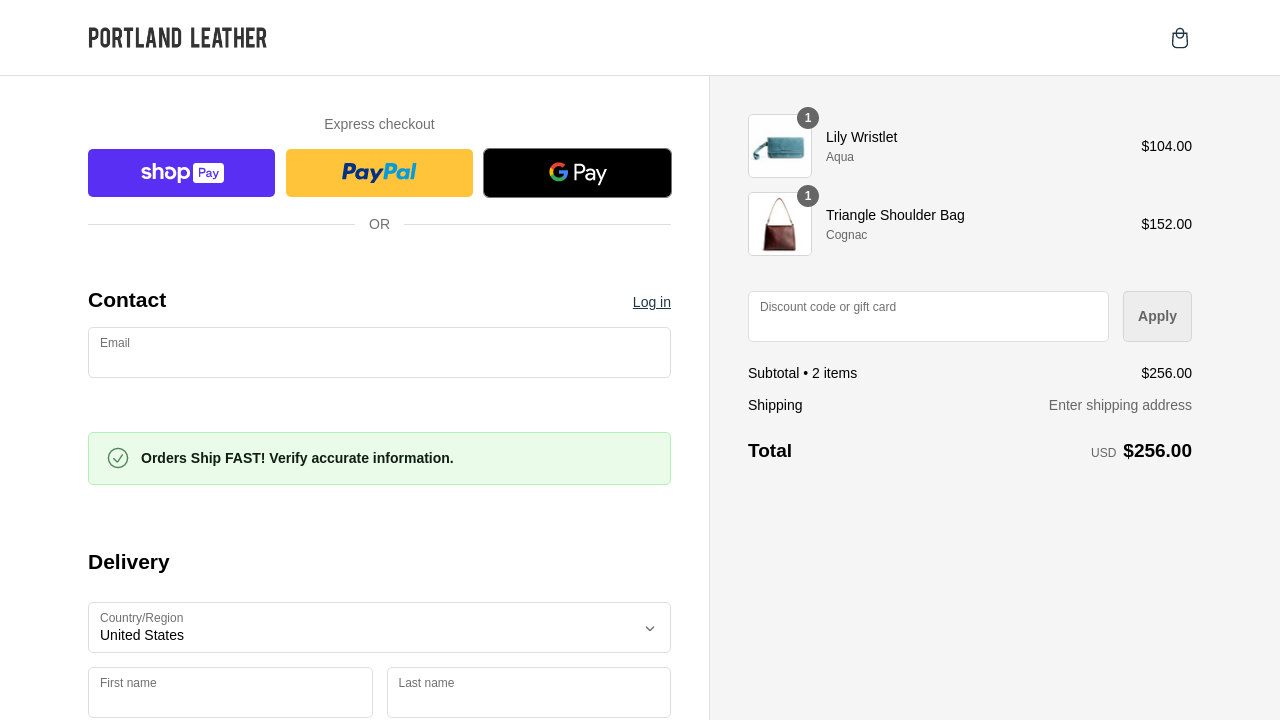 PORTLAND LEATHER
Express checkout
shop Pay
PayPal
G Pay
OR
Contact
Log in
Email
Orders Ship FAST! Verify accurate information.
Delivery
Country/Region
United States
First name
Last name
1
Lily Wristlet
Aqua
$104.00
1
Triangle Shoulder Bag
Cognac
$152.00
Discount code or gift card
Apply
Subtotal • 2 items
$256.00
Shipping
Enter shipping address
Total
USD $256.00